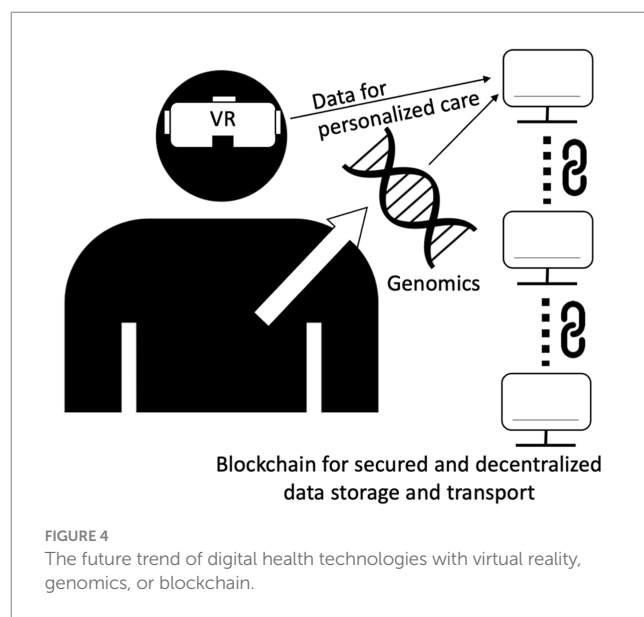 VR
Data for
personalized care
Genomics
Blockchain for secured and decentralized
data storage and transport
FIGURE 4
The future trend of digital health technologies with virtual reality,
genomics, or blockchain.